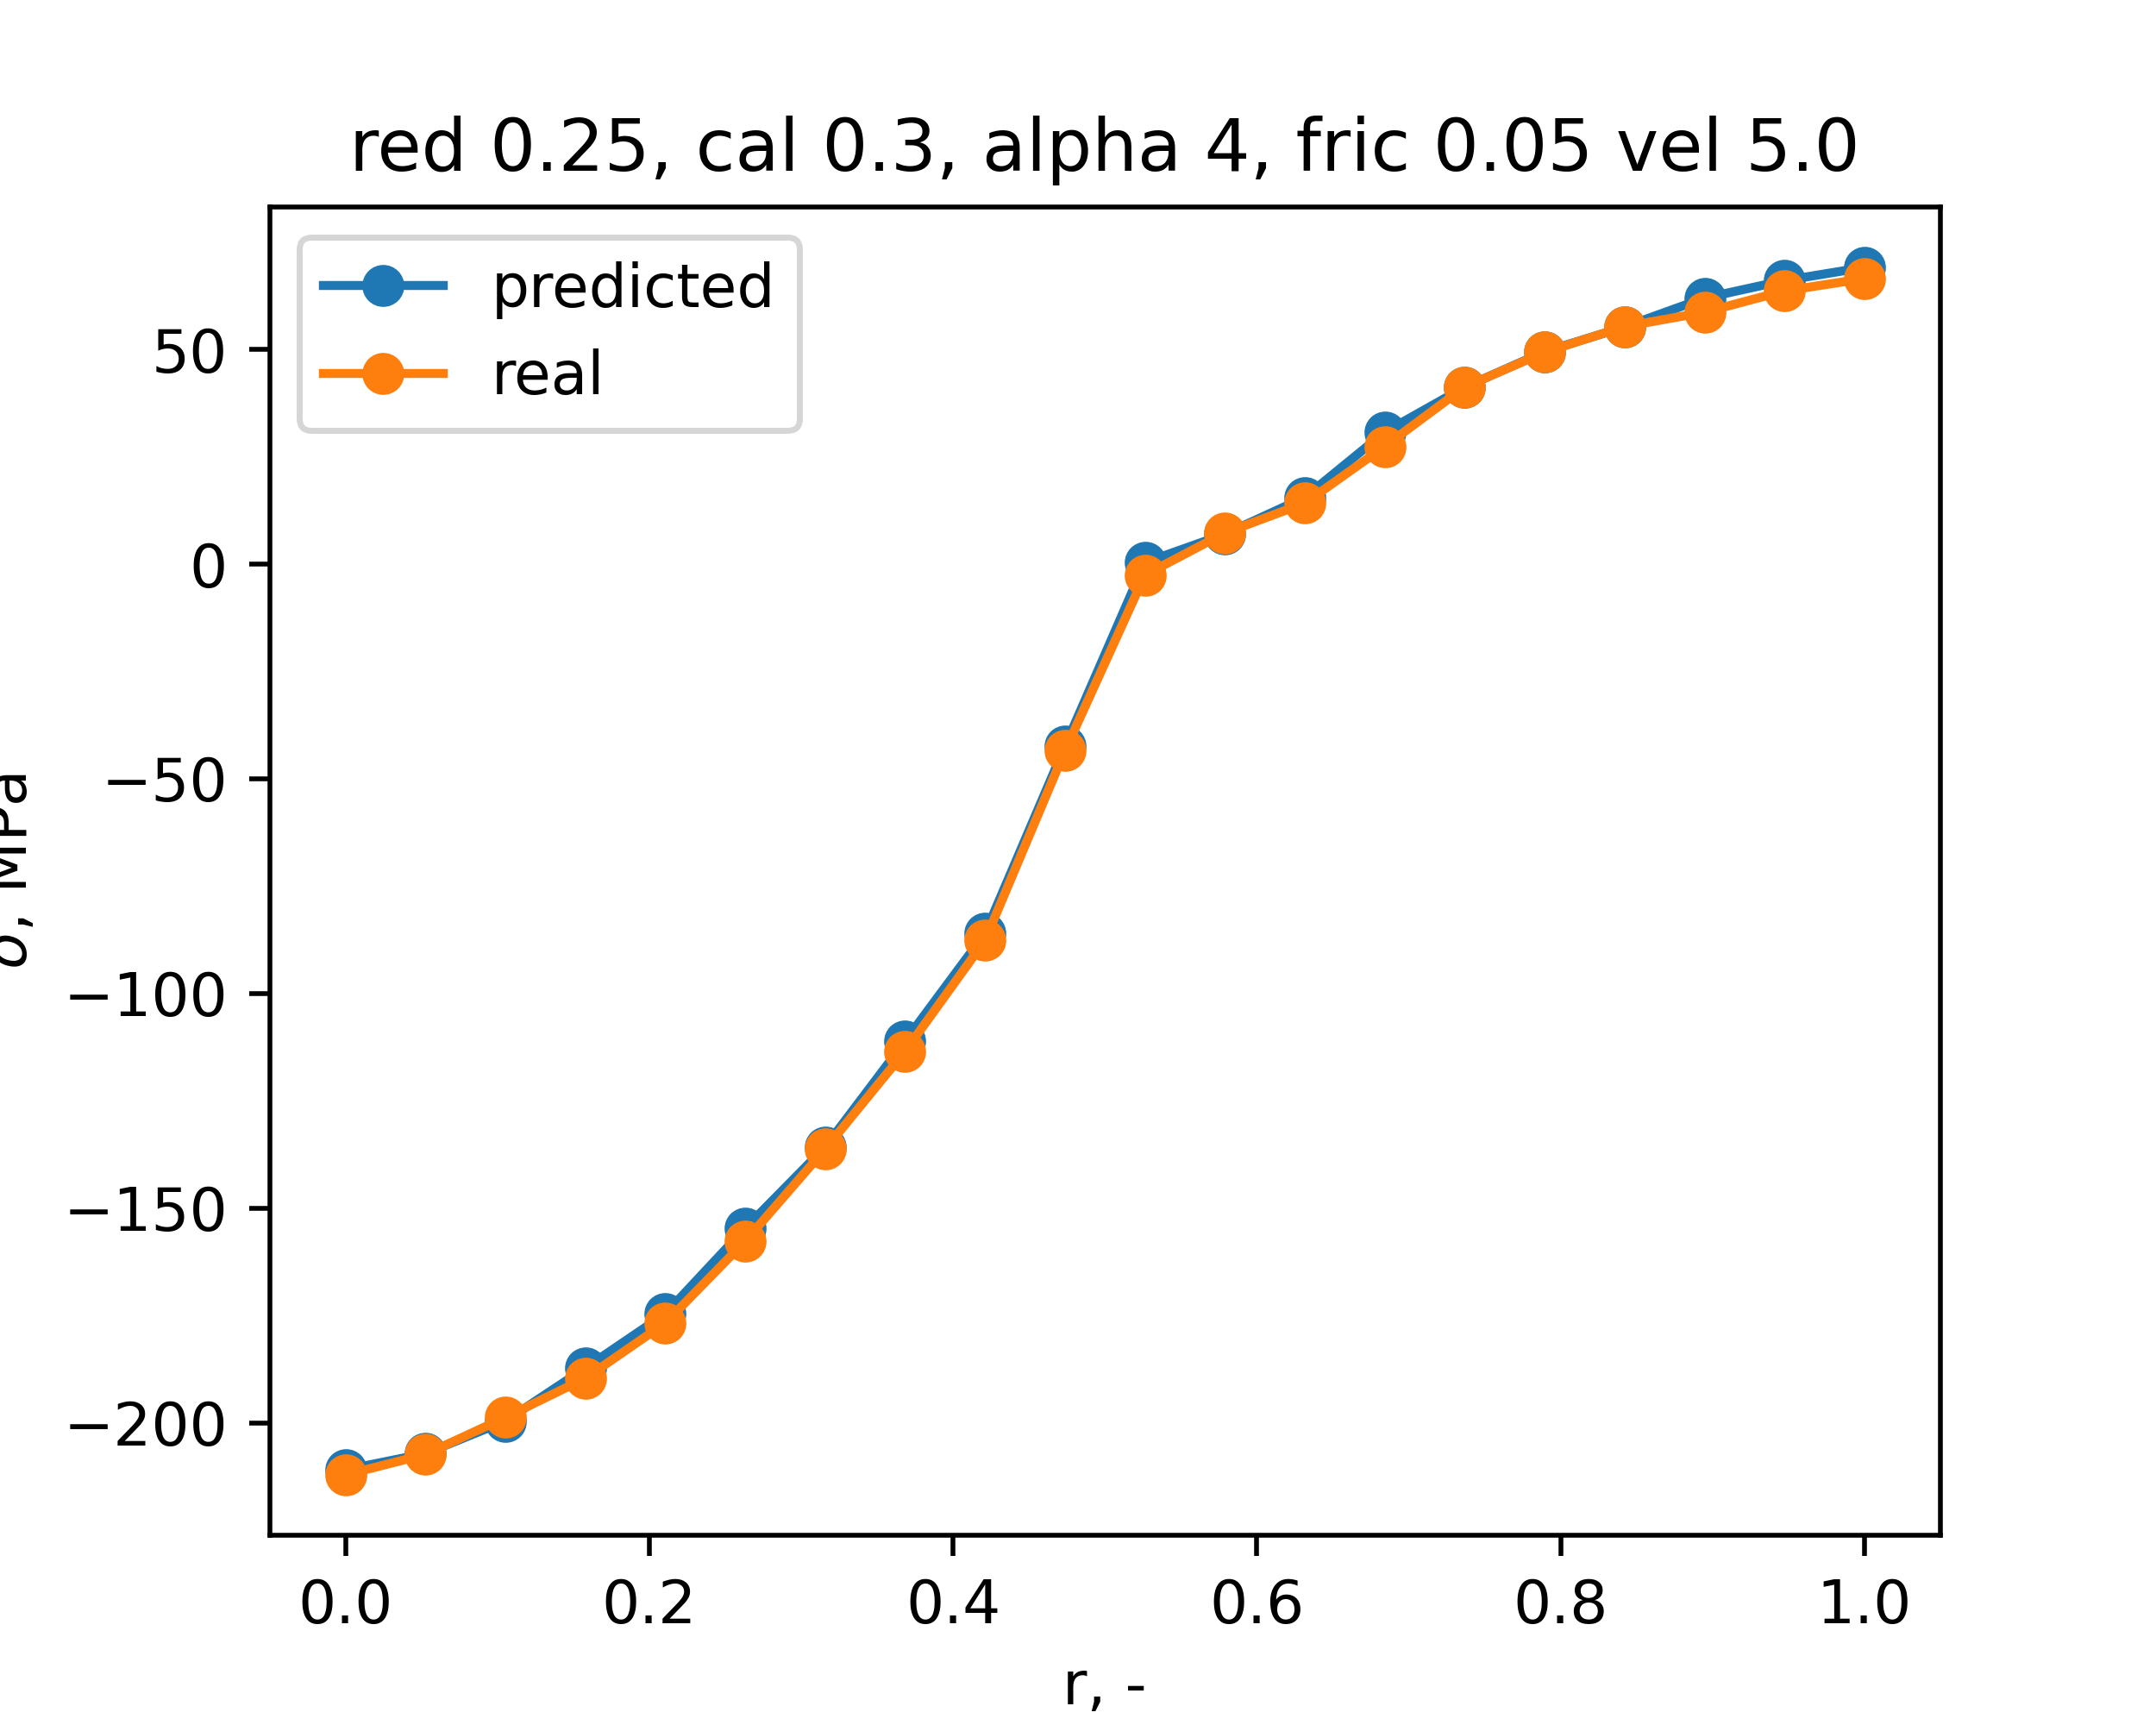 red 0.25, cal 0.3, alpha 4, fric 0.05 vel 5.0
predicted
real
50
0
−50
−100
−150
−200
, MPa
0.0 0.2 0.4 0.6 0.8 1.0
r, -